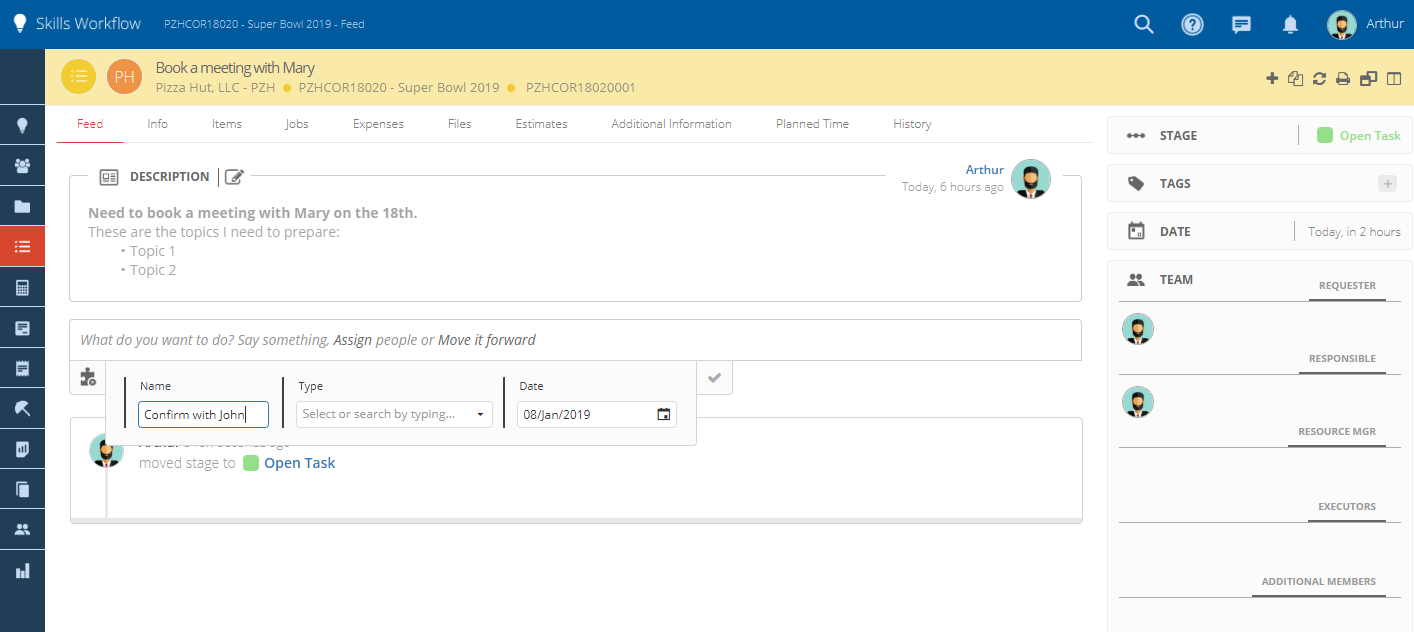 Skills Workflow PZHCOR18020 - Super Bowl 2019 - Feed Arthur
PH
Book a meeting with Mary
Pizza Hut, LLC - PZH PZHCOR18020 - Super Bowl 2019 PZHCOR18020001
Feed Info Items Jobs Expenses Files Estimates Additional Information Planned Time History
DESCRIPTION
Arthur
Today, 6 hours ago
Need to book a meeting with Mary on the 18th.
These are the topics I need to prepare:
• Topic 1
• Topic 2
What do you want to do? Say something, Assign people or Move it forward
Name Type Date
Confirm with John Select or search by typing... 08/Jan/2019
moved stage to Open Task
STAGE Open Task
TAGS
DATE Today, in 2 hours
TEAM
REQUESTER
RESPONSIBLE
RESOURCE MGR
EXECUTORS
ADDITIONAL MEMBERS